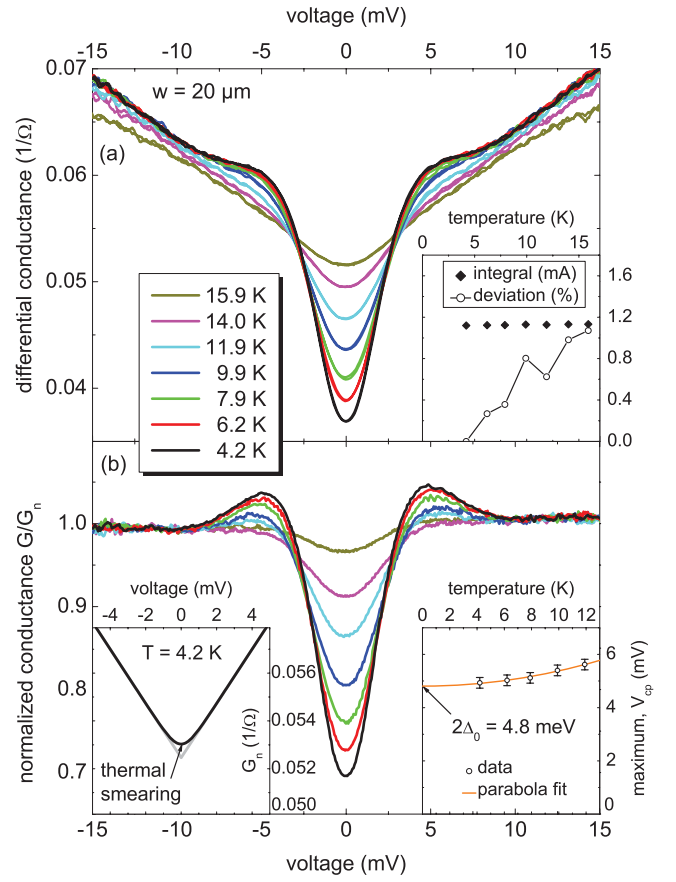 voltage (mV)
-15 -10 -5 0 5 10 15
0.07
0.06
0.05
0.04
differential conductance (1/Ω)
w = 20 µm
(a)
temperature (K)
0 5 10 15
integral (mA)
deviation (%)
1.6
1.2
0.8
0.4
0.0
15.9 K
14.0 K
11.9 K
9.9 K
7.9 K
6.2 K
4.2 K
(b)
1.0
0.9
0.8
0.7
normalized conductance G/Gn
voltage (mV)
-4 -2 0 2 4
T = 4.2 K
thermal
smearing
0.056
0.054
0.052
0.050
Gn (1/Ω)
temperature (K)
0 2 4 6 8 10 12
6
4
2
0
maximum, Vcp (mV)
2Δ0 = 4.8 meV
data
parabola fit
-15 -10 -5 0 5 10 15
voltage (mV)